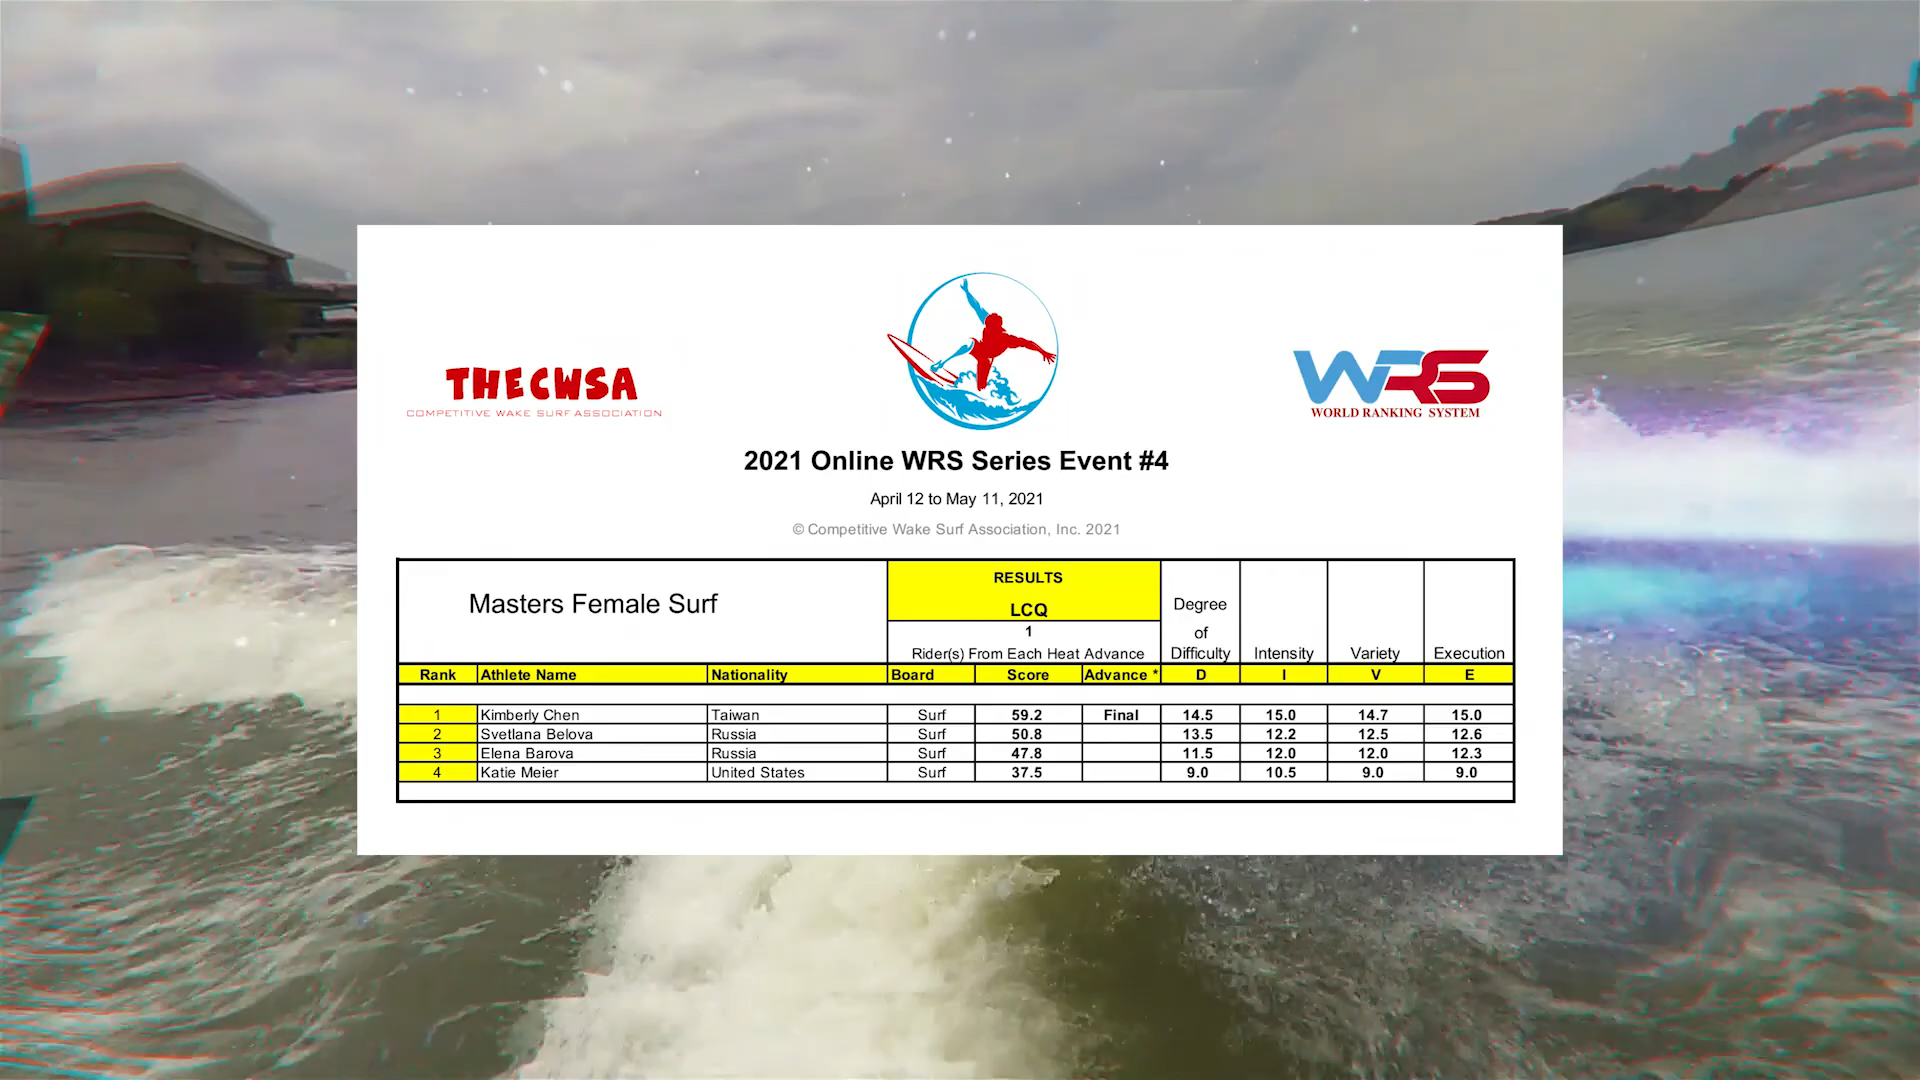 THECWSA
COMPETITIVE WAKE SURF ASSOCIATION
WRS
WORLD RANKING SYSTEM
2021 Online WRS Series Event #4
April 12 to May 11, 2021
© Competitive Wake Surf Association, Inc. 2021
Masters Female Surf
RESULTS
LCQ
1
Rider(s) From Each Heat Advance
Degree
of
Difficulty Intensity Variety Execution
Rank Athlete Name Nationality Board Score Advance * D I V E
1 Kimberly Chen Taiwan Surf 59.2 Final 14.5 15.0 14.7 15.0
2 Svetlana Belova Russia Surf 50.8 13.5 12.2 12.5 12.6
3 Elena Barova Russia Surf 47.8 11.5 12.0 12.0 12.3
4 Katie Meier United States Surf 37.5 9.0 10.5 9.0 9.0